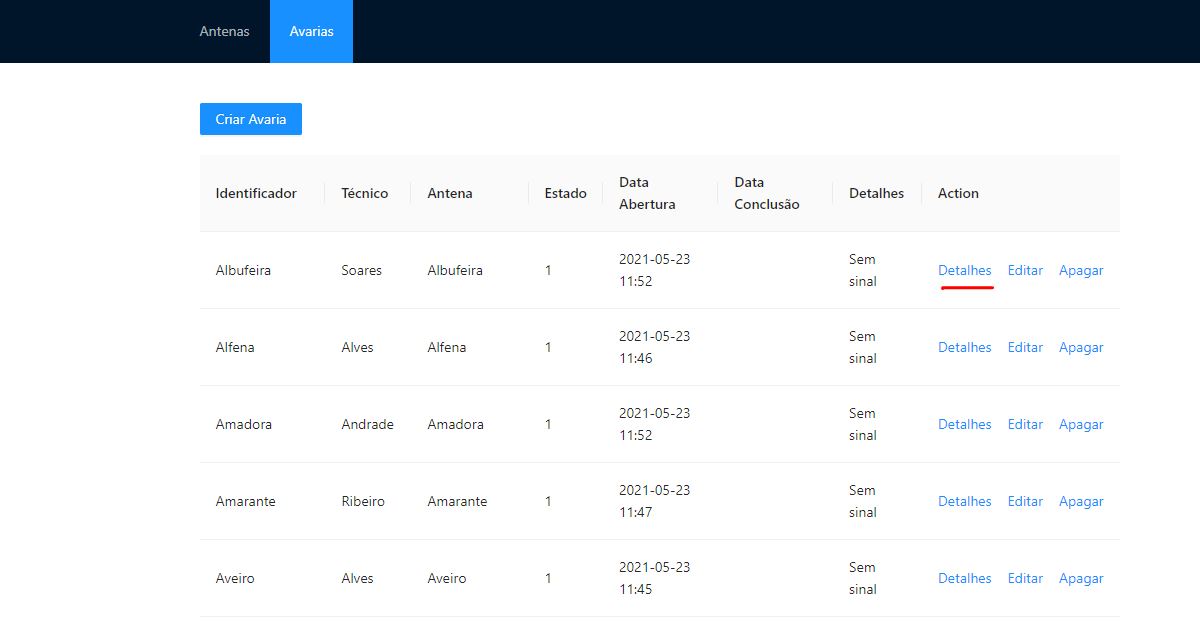 Antenas Avarias
Criar Avaria
Identificador Técnico Antena Estado Data Abertura Data Conclusão Detalhes Action
Albufeira Soares Albufeira 1 2021-05-23 11:52 Sem sinal Detalhes Editar Apagar
Alfena Alves Alfena 1 2021-05-23 11:46 Sem sinal Detalhes Editar Apagar
Amadora Andrade Amadora 1 2021-05-23 11:52 Sem sinal Detalhes Editar Apagar
Amarante Ribeiro Amarante 1 2021-05-23 11:47 Sem sinal Detalhes Editar Apagar
Aveiro Alves Aveiro 1 2021-05-23 11:45 Sem sinal Detalhes Editar Apagar